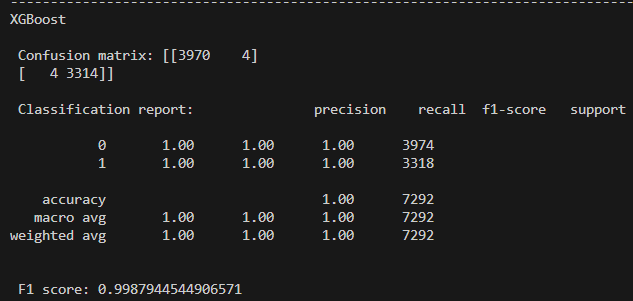 XGBoost
Confusion matrix: [[3970    4]
[   4 3314]]
Classification report:               precision    recall  f1-score   support
0       1.00      1.00      1.00      3974
1       1.00      1.00      1.00      3318
accuracy                           1.00      7292
macro avg       1.00      1.00      1.00      7292
weighted avg       1.00      1.00      1.00      7292
F1 score: 0.9987944544906571